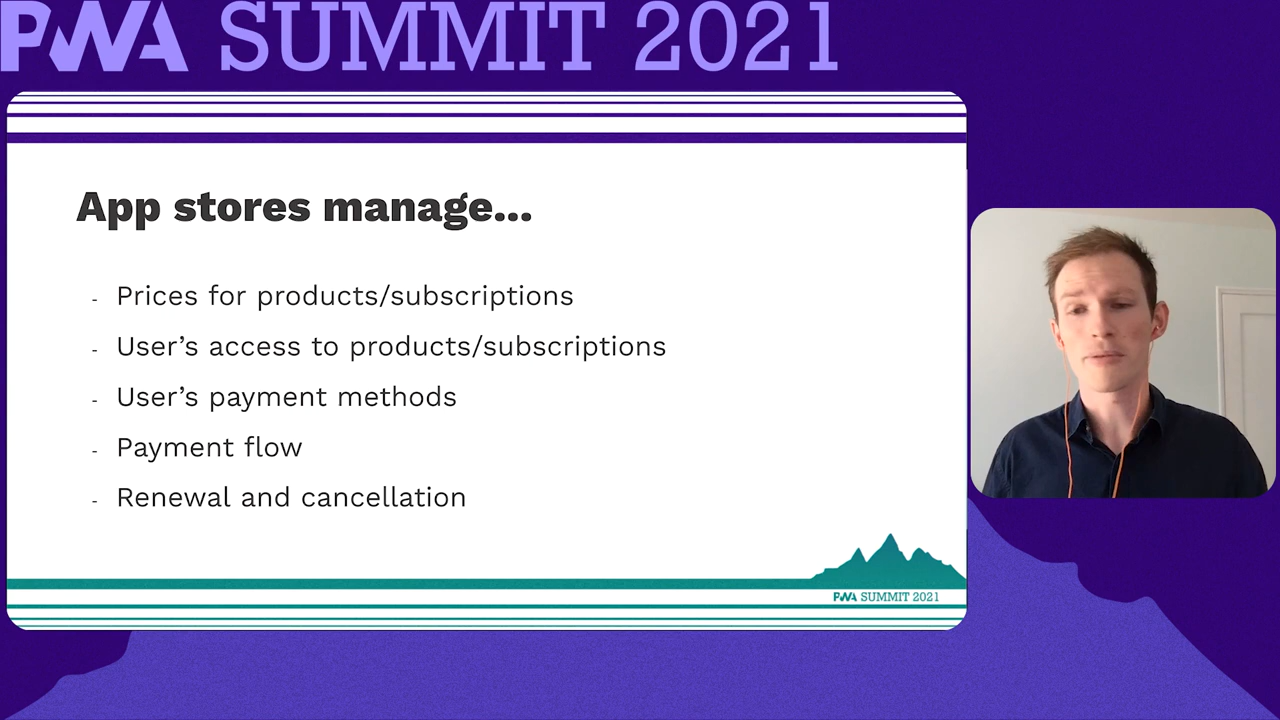 PWA SUMMIT 2021
App stores manage...
- Prices for products/subscriptions
- User’s access to products/subscriptions
- User’s payment methods
- Payment flow
- Renewal and cancellation
PWA SUMMIT 2021